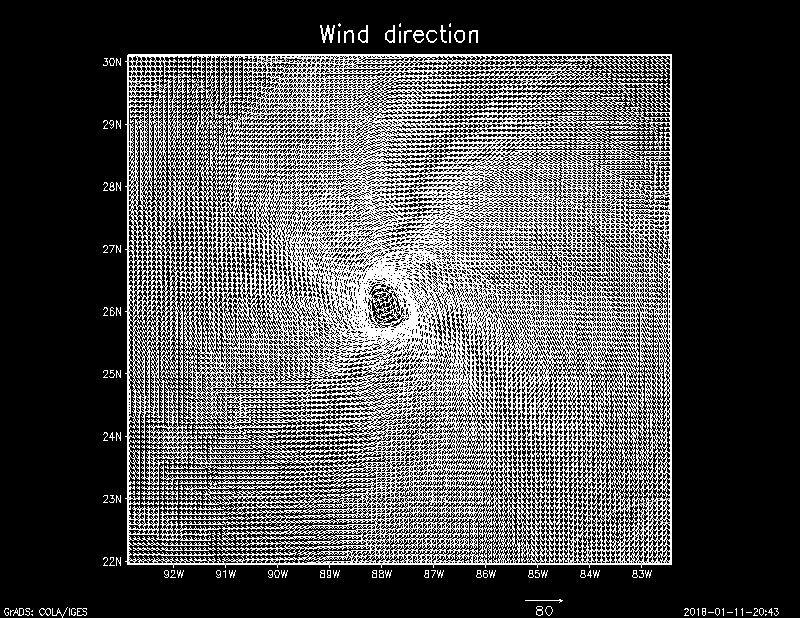 Wind direction
30N
29N
28N
27N
26N
25N
24N
23N
22N
92W 91W 90W 89W 88W 87W 86W 85W 84W 83W
80
GrADS: COLA/IGES
2018-01-11-20:43